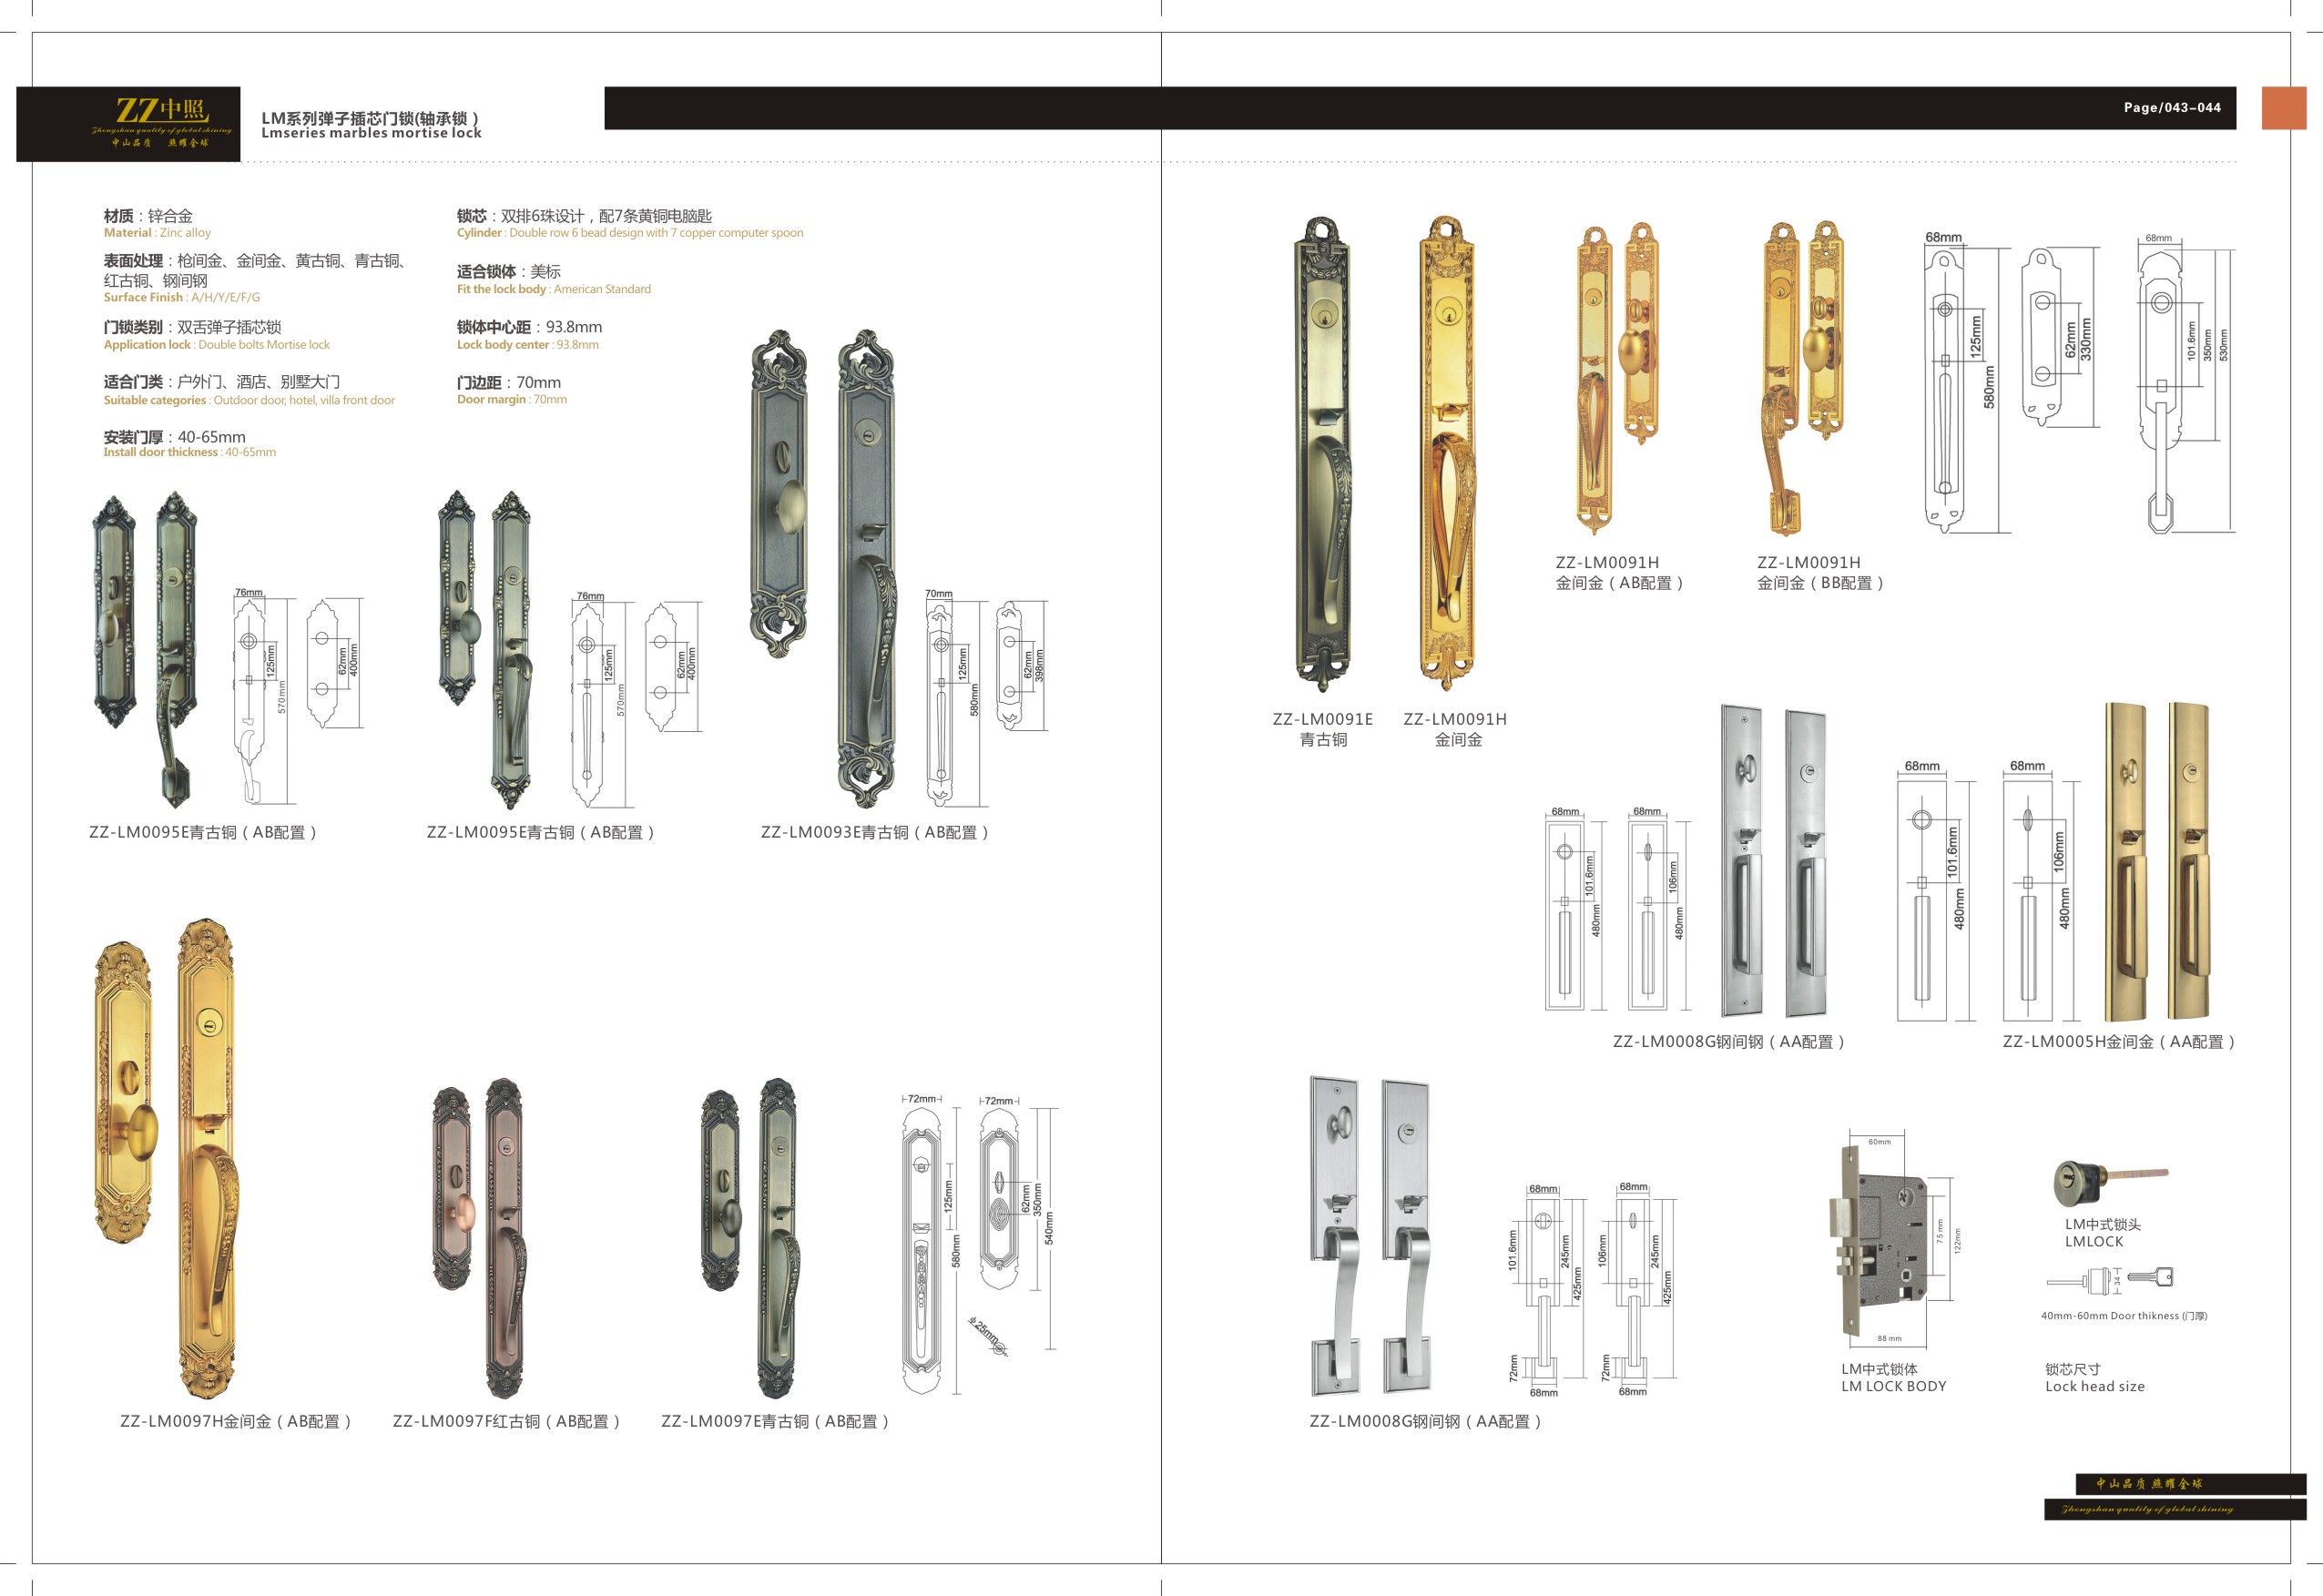 ZZ中照
Zhongshan quality of global shining
中山品质 照耀全球
LM系列弹子插芯门锁(轴承锁)
Lmseries marbles mortise lock
Page/043-044
材质：锌合金
Material : Zinc alloy
表面处理：枪间金、金间金、黄古铜、青古铜、
红古铜、钢间钢
Surface Finish : A/H/Y/E/F/G
门锁类别：双舌弹子插芯锁
Application lock : Double bolts Mortise lock
适合门类：户外门、酒店、别墅大门
Suitable categories : Outdoor door, hotel, villa front door
安装门厚：40-65mm
Install door thickness : 40-65mm
锁芯：双排6珠设计，配7条黄铜电脑匙
Cylinder : Double row 6 bead design with 7 copper computer spoon
适合锁体：美标
Fit the lock body : American Standard
锁体中心距：93.8mm
Lock body center : 93.8mm
门边距：70mm
Door margin : 70mm
76mm
125mm
570mm
62mm
400mm
ZZ-LM0095E青古铜（AB配置）
76mm
125mm
570mm
62mm
400mm
ZZ-LM0095E青古铜（AB配置）
70mm
125mm
580mm
62mm
398mm
ZZ-LM0093E青古铜（AB配置）
ZZ-LM0097H金间金（AB配置）
ZZ-LM0097F红古铜（AB配置）
ZZ-LM0097E青古铜（AB配置）
72mm
125mm
580mm
72mm
62mm
350mm
540mm
ф25mm
ZZ-LM0091E
青古铜
ZZ-LM0091H
金间金
ZZ-LM0091H
金间金（AB配置）
ZZ-LM0091H
金间金（BB配置）
68mm
125mm
580mm
62mm
330mm
68mm
101.6mm
350mm
530mm
68mm
101.6mm
480mm
68mm
106mm
480mm
ZZ-LM0008G钢间钢（AA配置）
68mm
101.6mm
480mm
68mm
106mm
480mm
ZZ-LM0005H金间金（AA配置）
68mm
101.6mm
245mm
425mm
72mm
68mm
68mm
106mm
245mm
425mm
72mm
68mm
ZZ-LM0008G钢间钢（AA配置）
60mm
75 mm
122mm
88 mm
LM中式锁体
LM LOCK BODY
LM中式锁头
LMLOCK
34
40mm-60mm Door thikness (门厚)
锁芯尺寸
Lock head size
中山品质 照耀全球
Zhongshan quality of global shining